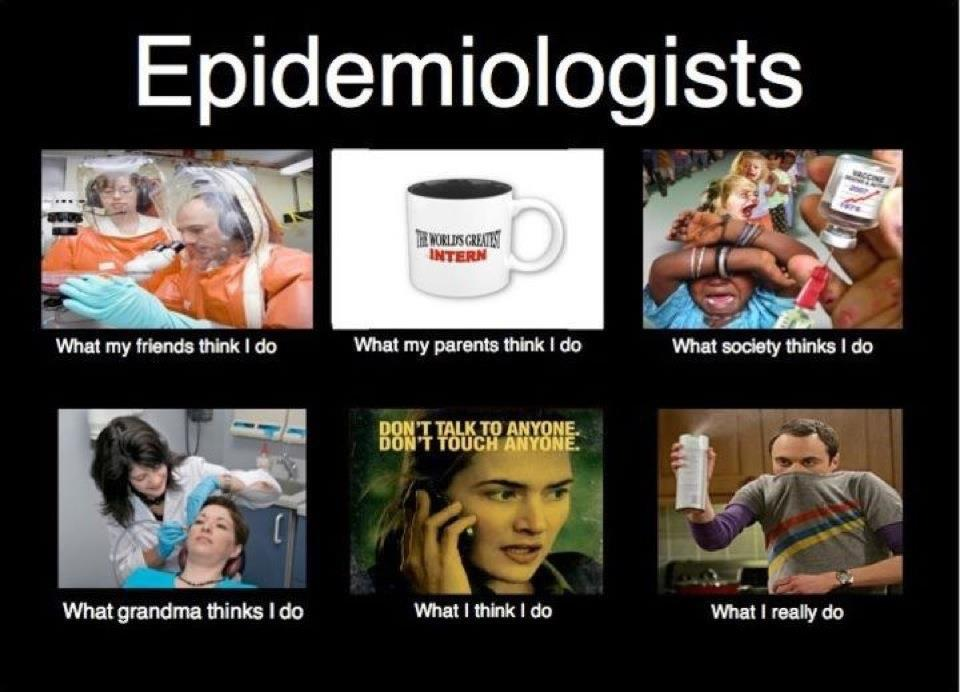 Epidemiologists
THE WORLD'S GREATEST
INTERN
VACCINE
What my friends think I do
What my parents think I do
What society thinks I do
DON'T TALK TO ANYONE.
DON'T TOUCH ANYONE.
What grandma thinks I do
What I think I do
What I really do